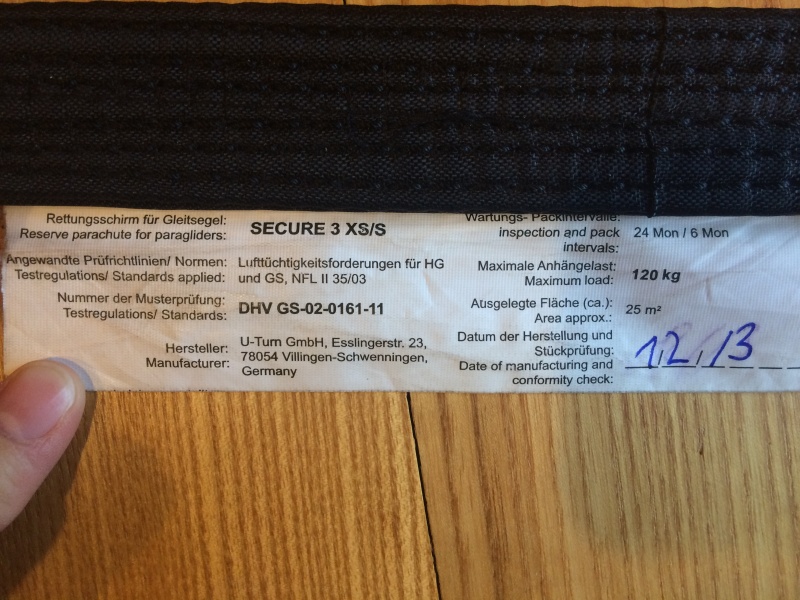 Rettungsschirm für Gleitsegel:
Reserve parachute for paragliders:
SECURE 3 XS/S
Angewandte Prüfrichtlinien/ Normen:
Testregulations/ Standards applied:
Lufttüchtigkeitsforderungen für HG
und GS, NFL II 35/03
Nummer der Musterprüfung:
Testregulations/ Standards:
DHV GS-02-0161-11
Hersteller:
Manufacturer:
U-Turn GmbH, Esslingerstr. 23,
78054 Villingen-Schwenningen,
Germany
Wartungs- Packintervalle:
inspection and pack
intervals:
24 Mon / 6 Mon
Maximale Anhängelast:
Maximum load:
120 kg
Ausgelegte Fläche (ca.):
Area approx.:
25 m²
Datum der Herstellung und
Stückprüfung:
Date of manufacturing and
conformity check:
12/13